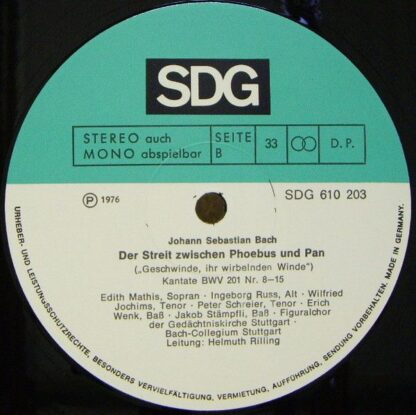 SDG
STEREO auch
MONO abspielbar
SEITE
B
33
D. P.
P 1976
SDG 610 203
Johann Sebastian Bach
Der Streit zwischen Phoebus und Pan
(„Geschwinde, ihr wirbelnden Winde")
Kantate BWV 201 Nr. 8—15
Edith Mathis, Sopran · Ingeborg Russ, Alt · Wilfried
Jochims, Tenor · Peter Schreier, Tenor · Erich
Wenk, Baß · Jakob Stämpfli, Baß · Figuralchor
der Gedächtniskirche Stuttgart ·
Bach-Collegium Stuttgart
Leitung: Helmuth Rilling
URHEBER- UND LEISTUNGSSCHUTZRECHTE, BESONDERS VERVIELFÄLTIGUNG, VERMIETUNG, AUFFÜHRUNG, SENDUNG VORBEHALTEN. MADE IN GERMANY.